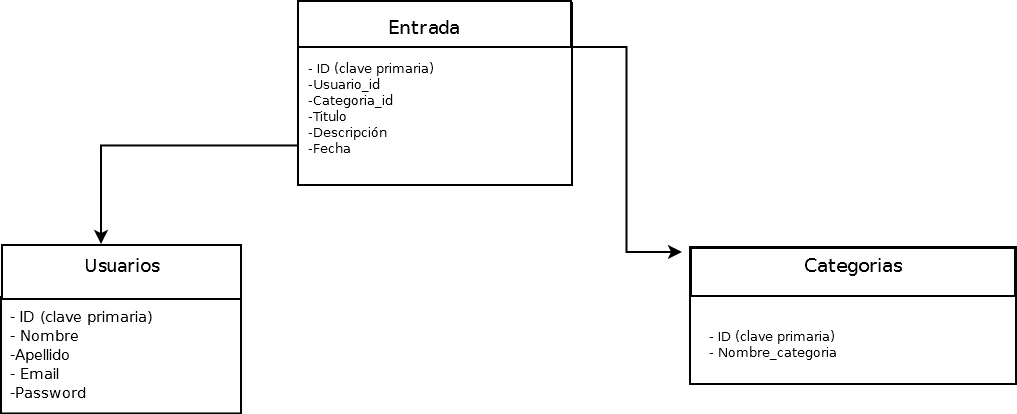 Entrada
- ID (clave primaria)
-Usuario_id
-Categoria_id
-Titulo
-Descripción
-Fecha
Usuarios
- ID (clave primaria)
- Nombre
-Apellido
- Email
-Password
Categorias
- ID (clave primaria)
- Nombre_categoria